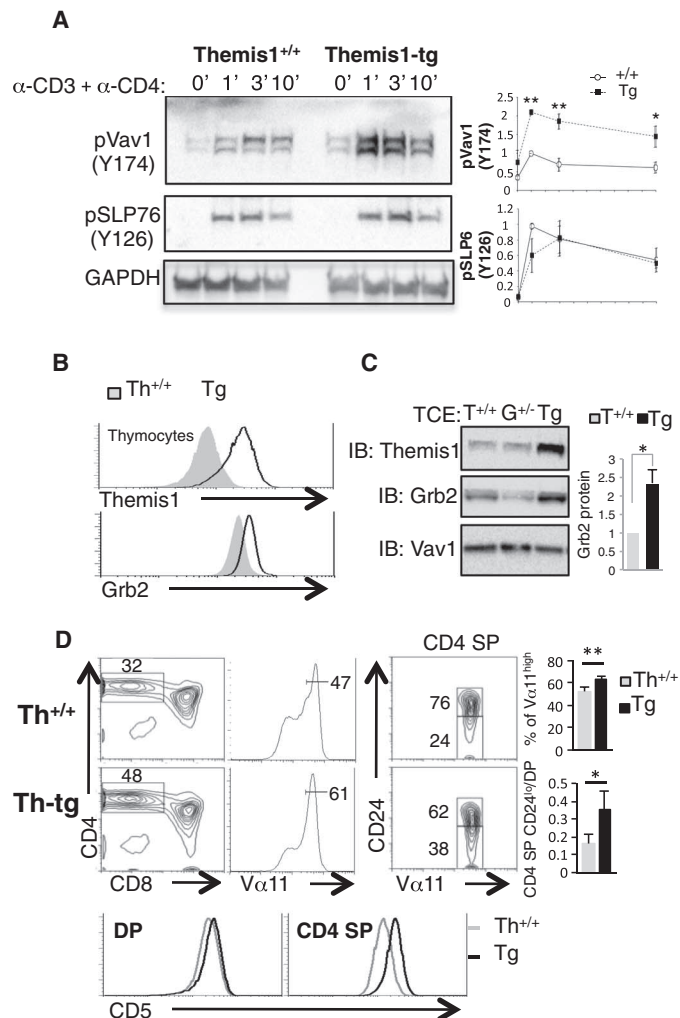 A
Themis1+/+ Themis1-tg
α-CD3 + α-CD4: 0’ 1’ 3’ 10’ 0’ 1’ 3’ 10’
pVav1
(Y174)
pSLP76
(Y126)
GAPDH
+/+
Tg
pVav1
(Y174)
2.5
2
1.5
1
0.5
0
** ** *
pSLP6
(Y126)
1.2
1
0.8
0.6
0.4
0.2
0
B
Th+/+ Tg
Thymocytes
Themis1
Grb2
C
TCE: T+/+ G+/- Tg
IB: Themis1
IB: Grb2
IB: Vav1
T+/+ Tg
*
Grb2 protein
3
2.5
2
1.5
1
0.5
0
D
CD4 SP
Th+/+
32
47
76
24
% of Vα11high
80
60
40
20
0
**
Th+/+
Tg
Th-tg
48
61
62
38
CD4
CD8
Vα11
CD24
Vα11
CD4 SP CD24lo/DP
0.5
0.4
0.3
0.2
0.1
0
*
DP
CD4 SP
Th+/+
Tg
CD5